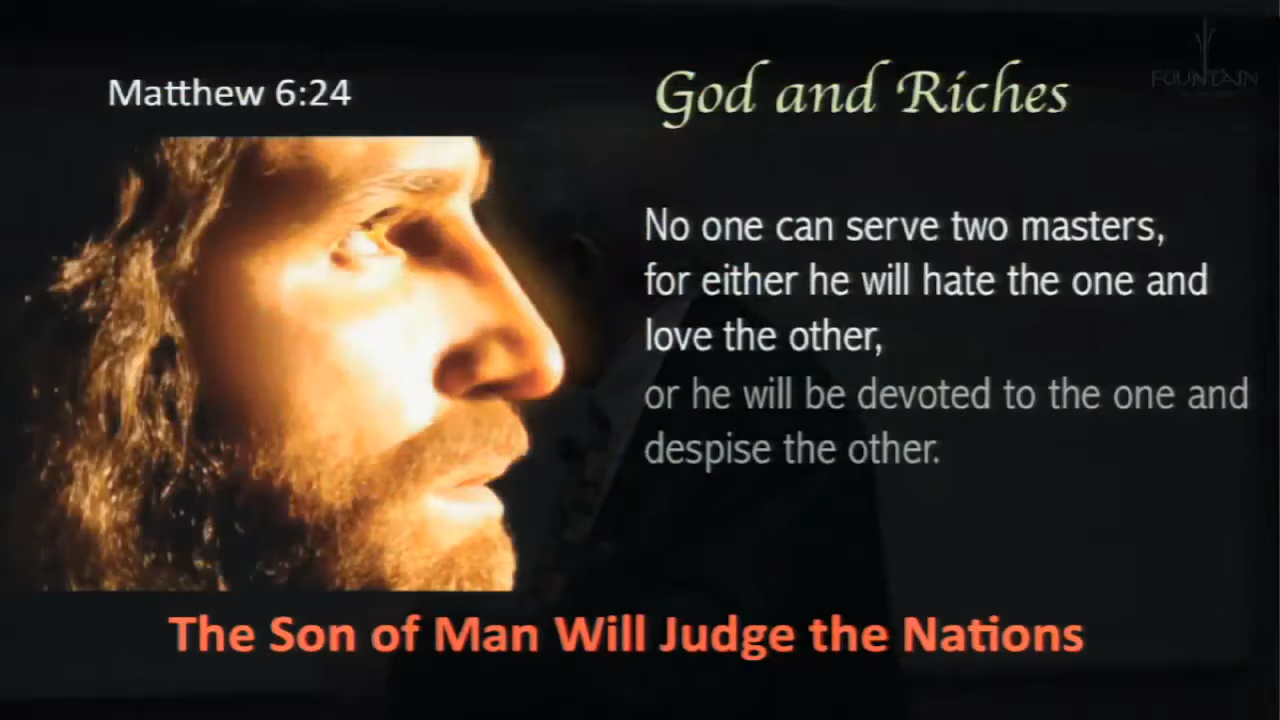 Matthew 6:24
God and Riches
FOUNTAIN
No one can serve two masters,
for either he will hate the one and
love the other,
or he will be devoted to the one and
despise the other.
The Son of Man Will Judge the Nations